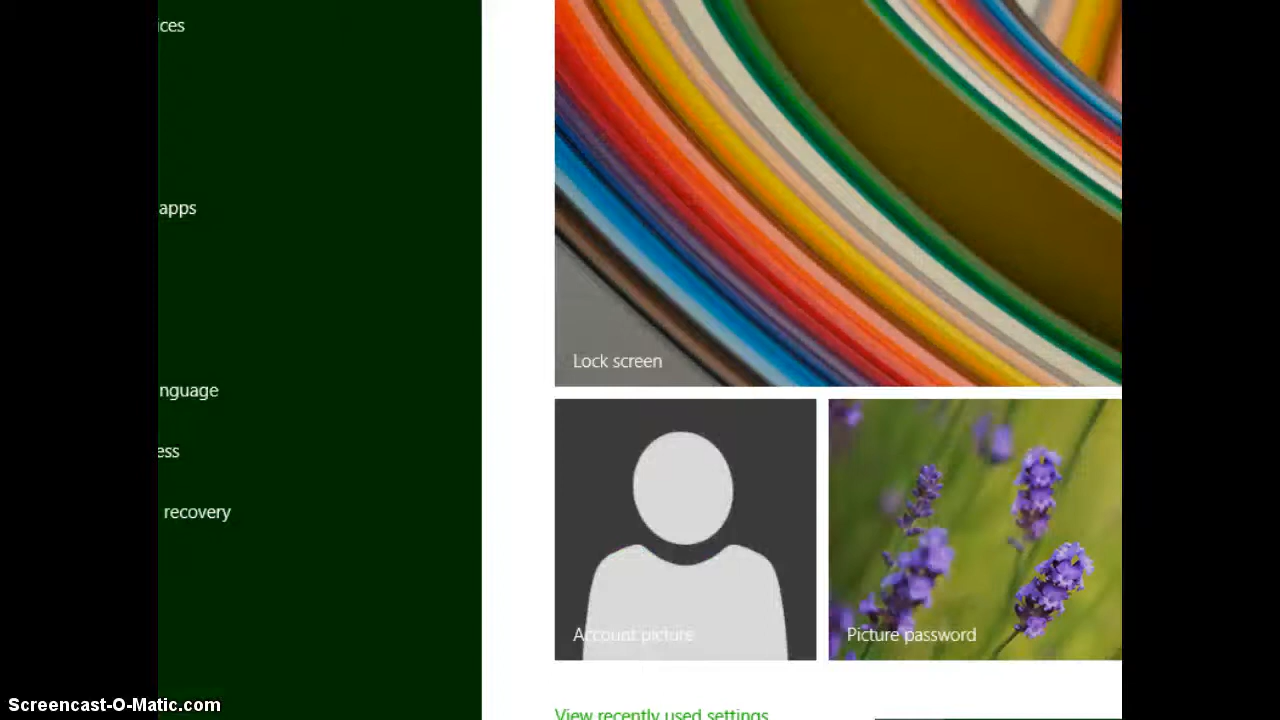 ices
apps
nguage
ess
recovery
Lock screen
Account picture
Picture password
View recently used settings
Screencast-O-Matic.com